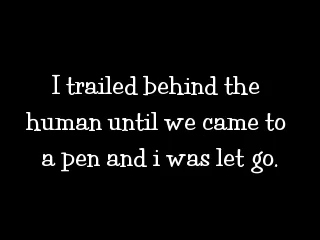 I trailed behind the
human until we came to
a pen and i was let go.